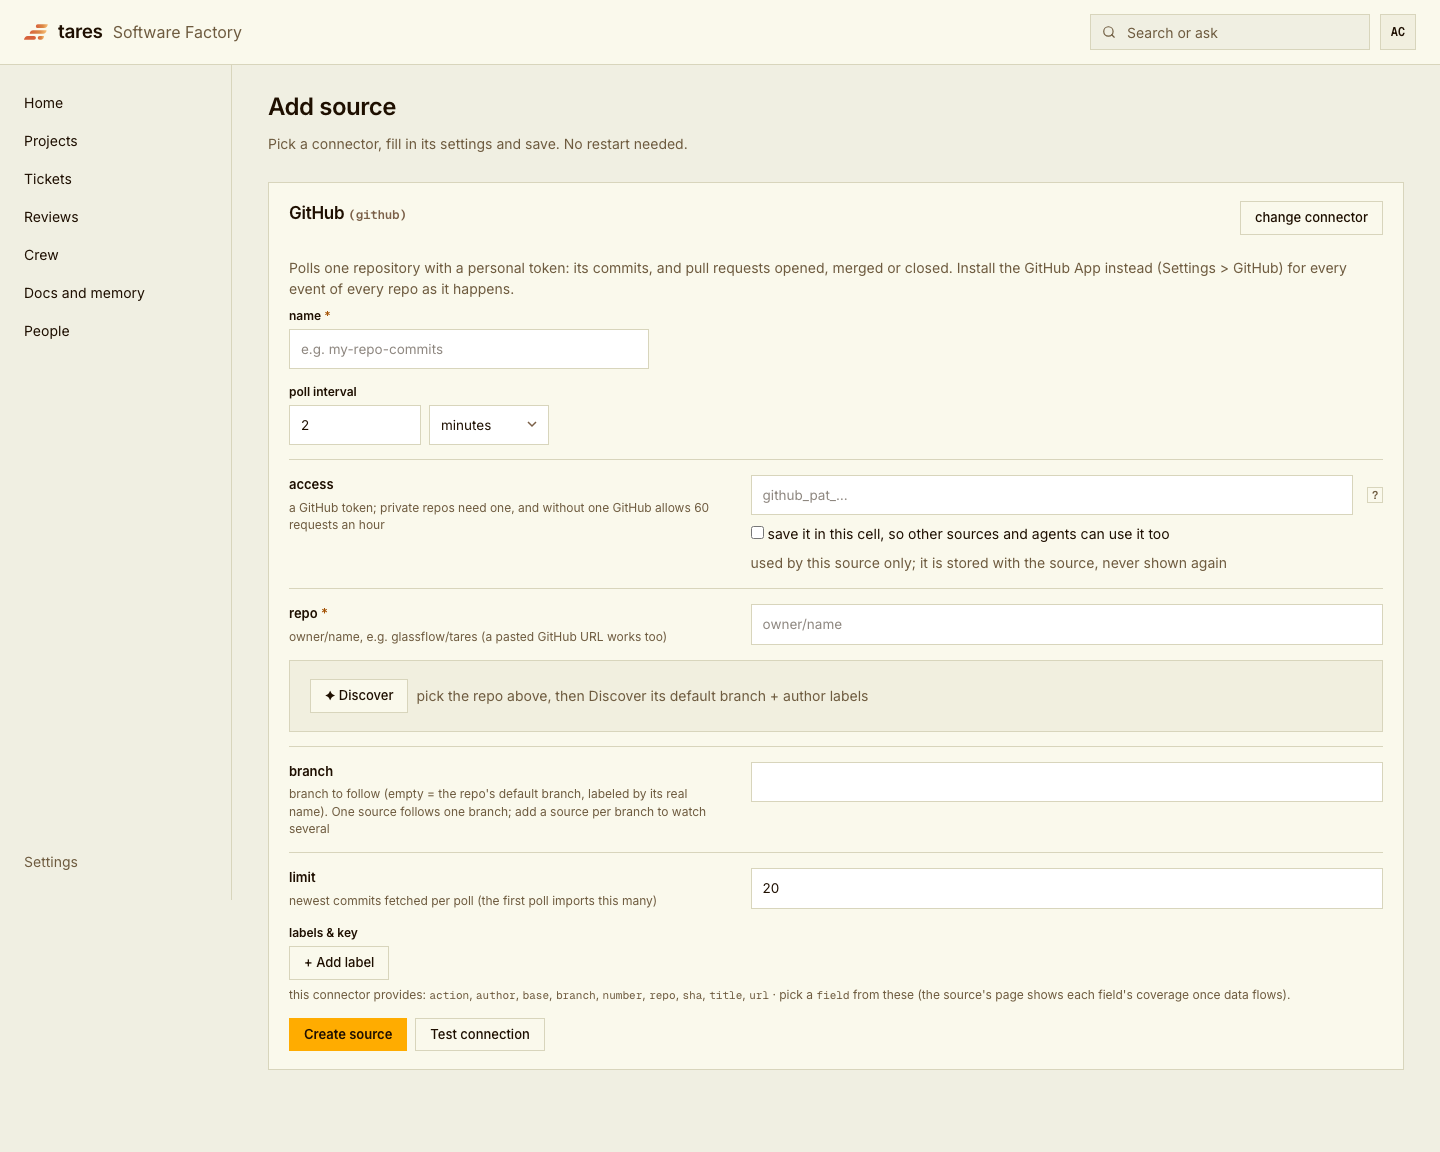 tares Software Factory
Search or ask
AC
Home
Projects
Tickets
Reviews
Crew
Docs and memory
People
Settings
Add source
Pick a connector, fill in its settings and save. No restart needed.
GitHub (github)
change connector
Polls one repository with a personal token: its commits, and pull requests opened, merged or closed. Install the GitHub App instead (Settings > GitHub) for every
event of every repo as it happens.
name *
e.g. my-repo-commits
poll interval
2
minutes
access
a GitHub token; private repos need one, and without one GitHub allows 60
requests an hour
github_pat_...
?
save it in this cell, so other sources and agents can use it too
used by this source only; it is stored with the source, never shown again
repo *
owner/name, e.g. glassflow/tares (a pasted GitHub URL works too)
owner/name
✦ Discover
pick the repo above, then Discover its default branch + author labels
branch
branch to follow (empty = the repo's default branch, labeled by its real
name). One source follows one branch; add a source per branch to watch
several
limit
newest commits fetched per poll (the first poll imports this many)
20
labels & key
+ Add label
this connector provides: action, author, base, branch, number, repo, sha, title, url · pick a field from these (the source's page shows each field's coverage once data flows).
Create source
Test connection